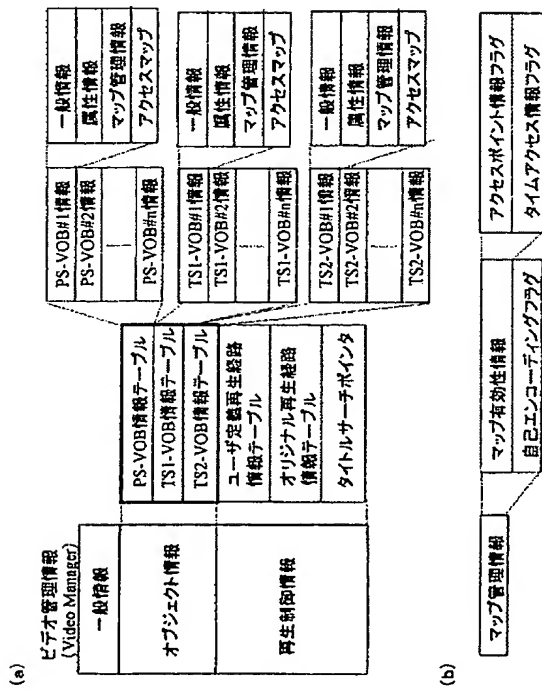 (a)
ビデオ管理情報
(Video Manager)
一般情報
オブジェクト情報
再生制御情報
PS-VOB情報テーブル
TS1-VOB情報テーブル
TS2-VOB情報テーブル
ユーザ定義再生経路
情報テーブル
オリジナル再生経路
情報テーブル
タイトルサーチポインタ
PS-VOB#1情報
PS-VOB#2情報
PS-VOB#n情報
TS1-VOB#1情報
TS1-VOB#2情報
TS1-VOB#n情報
TS2-VOB#1情報
TS2-VOB#2情報
TS2-VOB#n情報
一般情報
属性情報
マップ管理情報
アクセスマップ
一般情報
属性情報
マップ管理情報
アクセスマップ
一般情報
属性情報
マップ管理情報
アクセスマップ
(b)
マップ管理情報
マップ有効性情報
自己エンコーディングフラグ
アクセスポイント情報フラグ
タイムアクセス情報フラグ